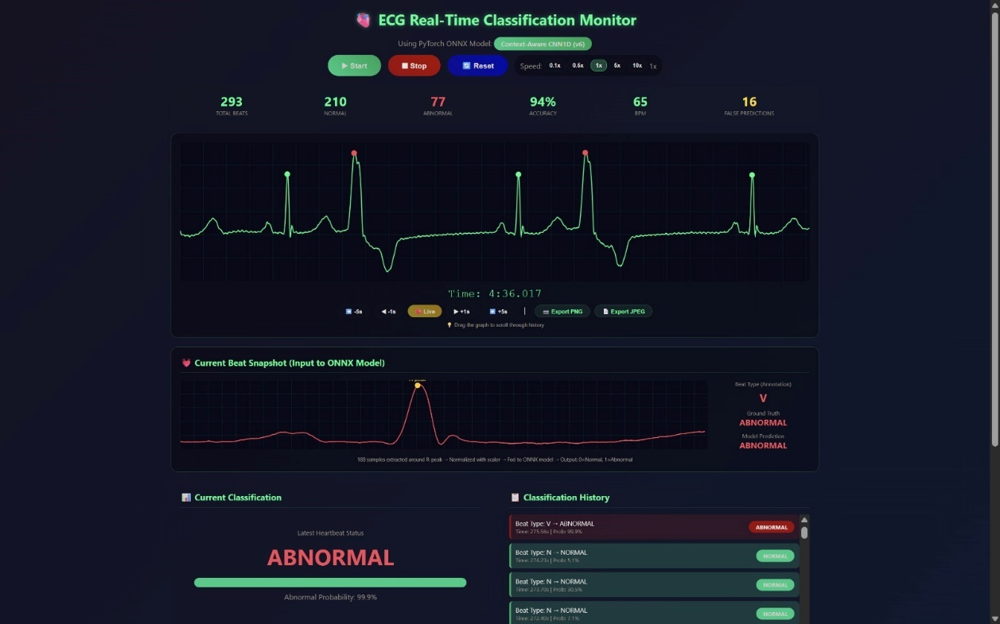 ECG Real-Time Classification Monitor
Using PyTorch ONNX Model: Context-Aware CNN1D (v6)
Start Stop Reset Speed: 0.1x 0.6x 1x 6x 10x 1x
293 210 77 94% 65 16
TOTAL BEATS NORMAL ABNORMAL ACCURACY BPM FALSE PREDICTIONS
Time: 4:36.017
-5s -1s Live +1s +5s | Export PNG Export JPEG
Drag the graph to scroll through history
Current Beat Snapshot (Input to ONNX Model)
Beat Type (Annotation)
V
Ground Truth
ABNORMAL
Model Prediction
ABNORMAL
188 samples extracted around R-peak → Normalized with scaler → Fed to ONNX model → Output: 0=Normal, 1=Abnormal
Current Classification
Latest Heartbeat Status
ABNORMAL
Abnormal Probability: 99.9%
Classification History
Beat Type: V → ABNORMAL
Time: 275.56s | Prob: 99.9%
ABNORMAL
Beat Type: N → NORMAL
Time: 274.23s | Prob: 5.1%
NORMAL
Beat Type: N → NORMAL
Time: 273.70s | Prob: 30.5%
NORMAL
Beat Type: N → NORMAL
Time: 272.40s | Prob: 7.1%
NORMAL